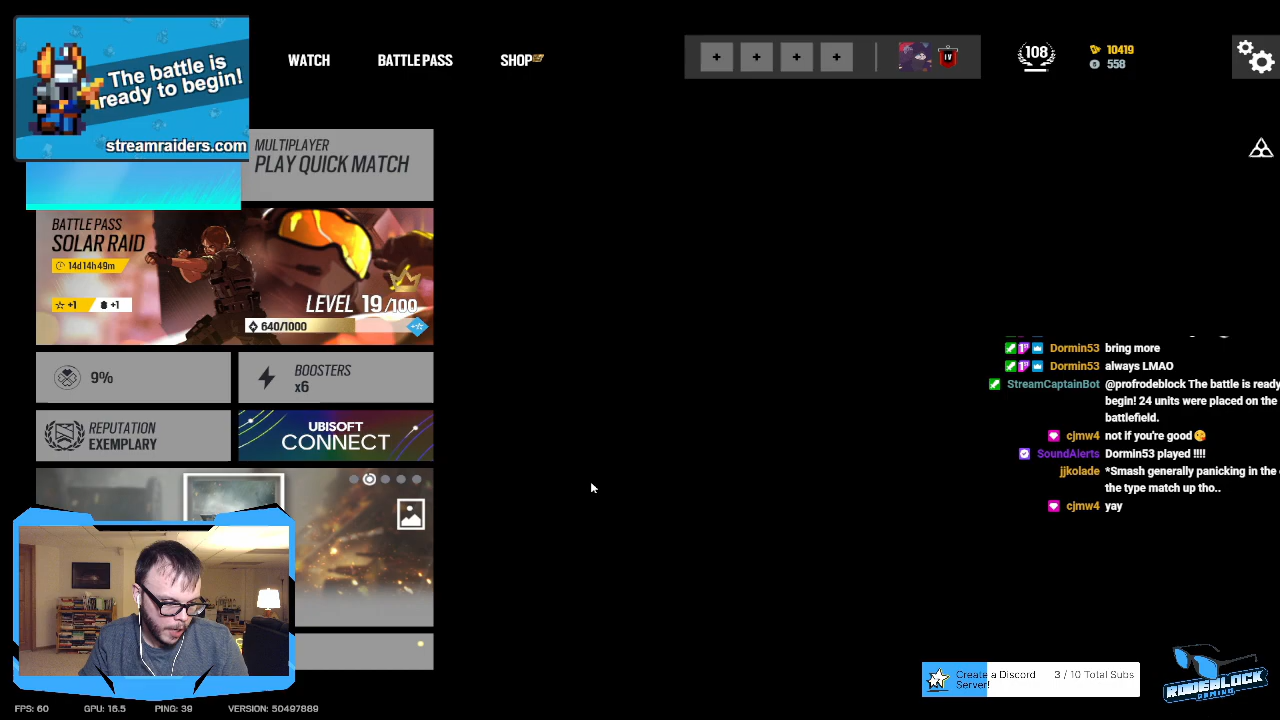 The battle is
ready to begin!
streamraiders.com
WATCH
BATTLE PASS
SHOP
+ + + +
IV
108
10419
558
MULTIPLAYER
PLAY QUICK MATCH
BATTLE PASS
SOLAR RAID
14d14h49m
+1
+1
LEVEL 19/100
640/1000
9%
BOOSTERS
x6
REPUTATION
EXEMPLARY
UBISOFT
CONNECT
Dormin53 bring more
Dormin53 always LMAO
StreamCaptainBot @profrodeblock The battle is ready
begin! 24 units were placed on the
battlefield.
cjmw4 not if you're good😘
SoundAlerts Dormin53 played !!!!
jjkolade *Smash generally panicking in the
the type match up tho..
cjmw4 yay
Create a Discord
Server!
3 / 10 Total Subs
RODEBLOCK
GAMING
FPS: 60
GPU: 16.5
PING: 39
VERSION: 50497889